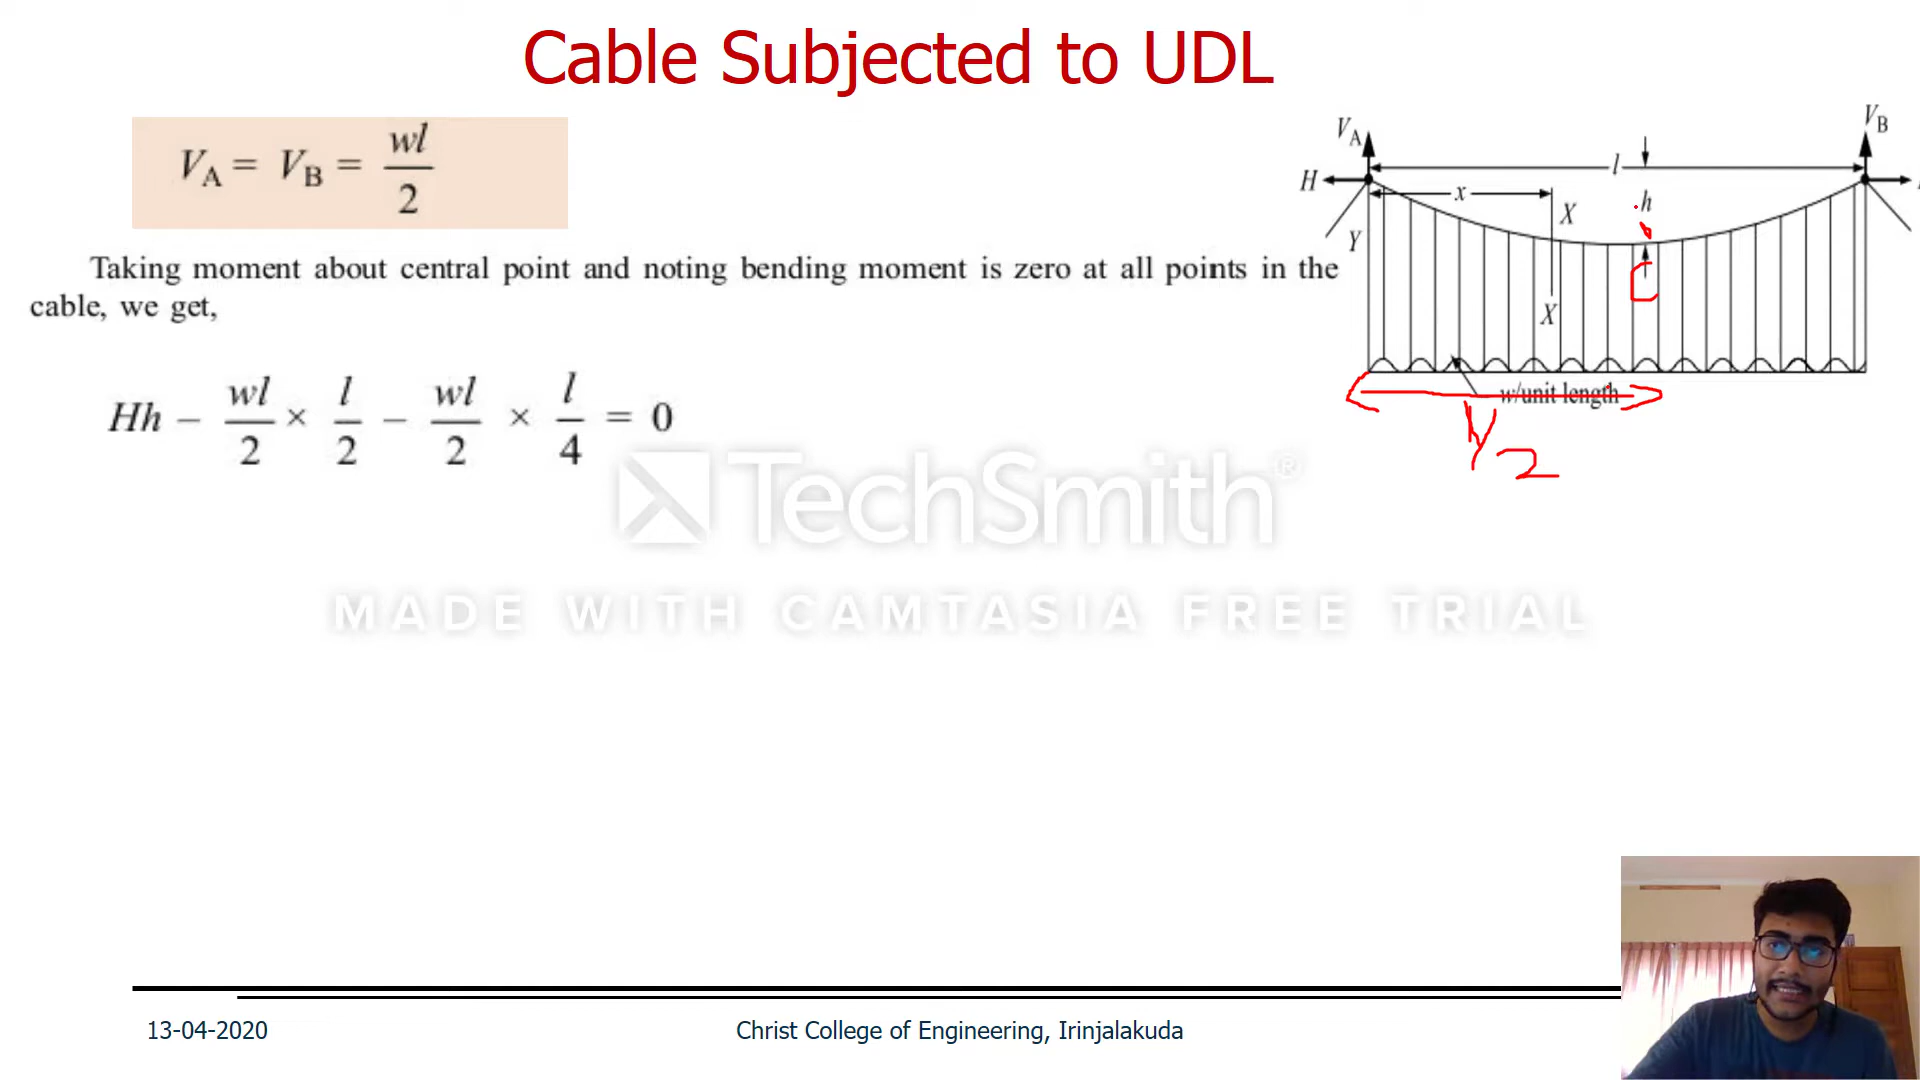 Cable Subjected to UDL
V_A = V_B = wl/2
Taking moment about central point and noting bending moment is zero at all points in the
cable, we get,
Hh − wl/2 × l/2 − wl/2 × l/4 = 0
V_A
V_B
l
H
x
X
h
Y
C
X
w/unit length
l/2
TechSmith®
MADE WITH CAMTASIA FREE TRIAL
13-04-2020
Christ College of Engineering, Irinjalakuda